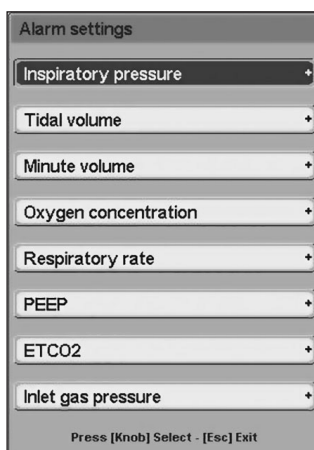 Alarm settings
Inspiratory pressure +
Tidal volume +
Minute volume +
Oxygen concentration +
Respiratory rate +
PEEP +
ETCO2 +
Inlet gas pressure +
Press [Knob] Select - [Esc] Exit